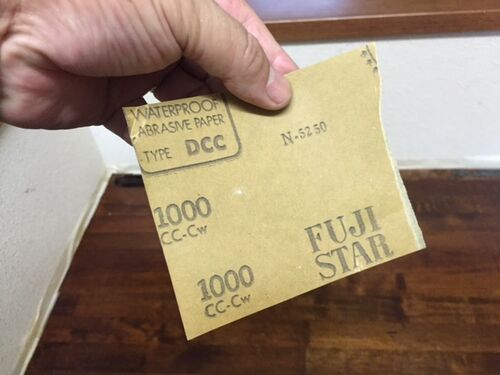 WATERPROOF
ABRASIVE PAPER
TYPE DCC
N-5250
1000
CC-Cw
1000
CC-Cw
FUJI
STAR